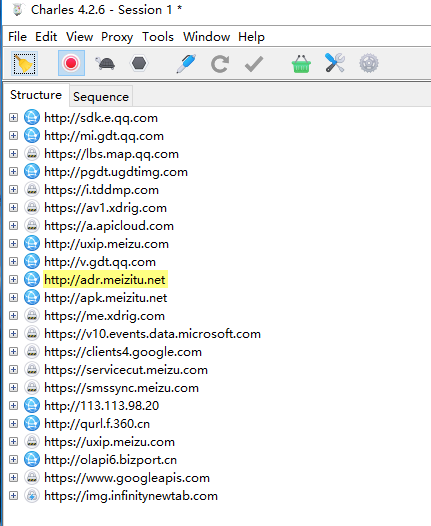 Charles 4.2.6 - Session 1 *
File Edit View Proxy Tools Window Help
Structure Sequence
http://sdk.e.qq.com
http://mi.gdt.qq.com
https://lbs.map.qq.com
http://pgdt.ugdtimg.com
https://i.tddmp.com
https://av1.xdrig.com
https://a.apicloud.com
http://uxip.meizu.com
http://v.gdt.qq.com
http://adr.meizitu.net
http://apk.meizitu.net
https://me.xdrig.com
https://v10.events.data.microsoft.com
https://clients4.google.com
https://servicecut.meizu.com
https://smssync.meizu.com
http://113.113.98.20
http://qurl.f.360.cn
https://uxip.meizu.com
http://olapi6.bizport.cn
https://www.googleapis.com
https://img.infinitynewtab.com